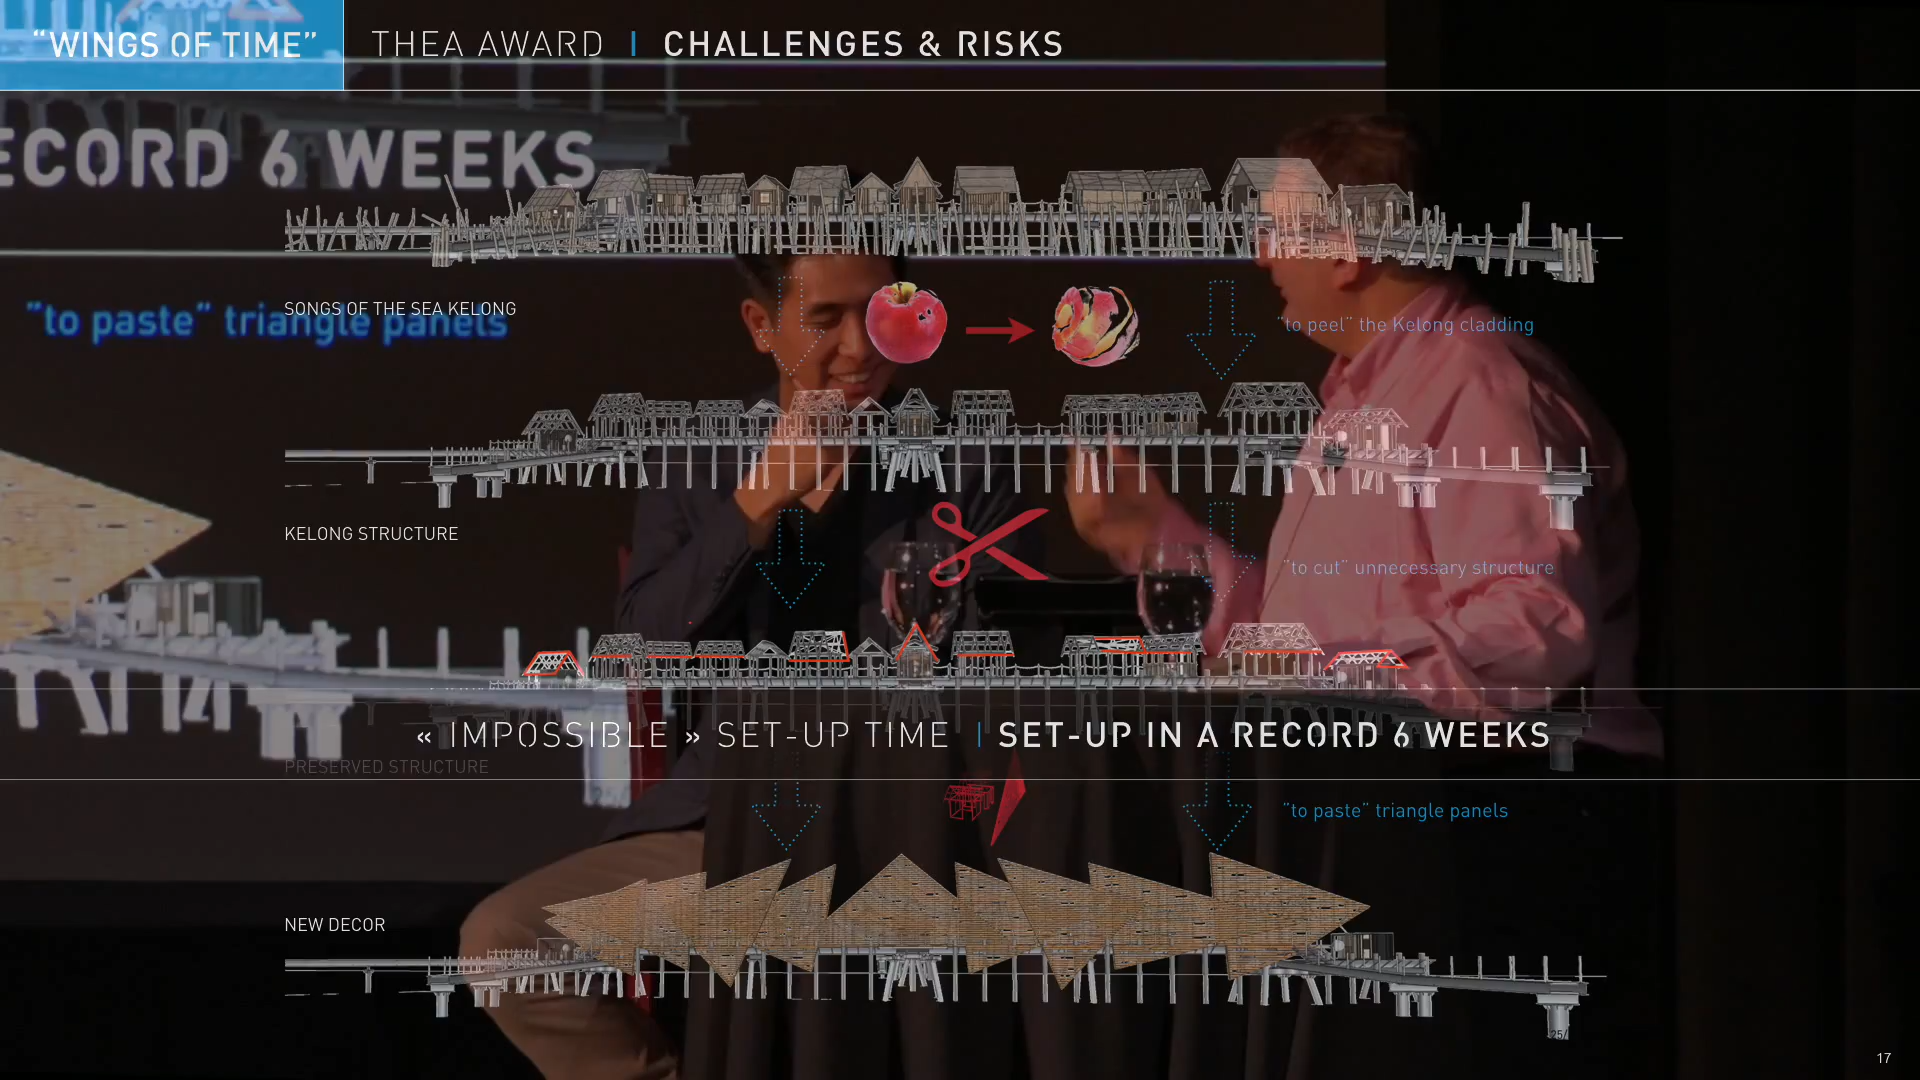 "WINGS OF TIME"
THEA AWARD | CHALLENGES & RISKS
ECORD 6 WEEKS
"to paste" triangle panels
SONGS OF THE SEA KELONG
"to peel" the Kelong cladding
KELONG STRUCTURE
"to cut" unnecessary structure
« IMPOSSIBLE » SET-UP TIME | SET-UP IN A RECORD 6 WEEKS
PRESERVED STRUCTURE
"to paste" triangle panels
NEW DECOR
25/
17